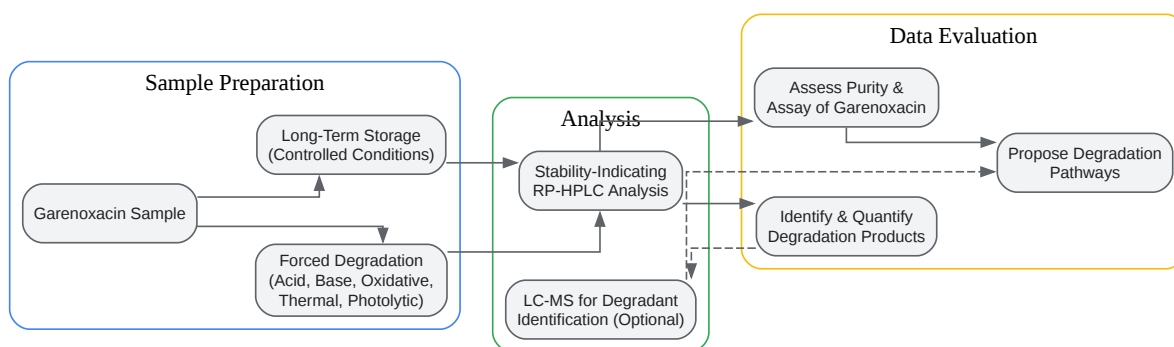 Sample Preparation
Garenoxacin Sample
Long-Term Storage
(Controlled Conditions)
Forced Degradation
(Acid, Base, Oxidative,
Thermal, Photolytic)
Analysis
Stability-Indicating
RP-HPLC Analysis
LC-MS for Degradant
Identification (Optional)
Data Evaluation
Assess Purity &
Assay of Garenoxacin
Identify & Quantify
Degradation Products
Propose Degradation
Pathways